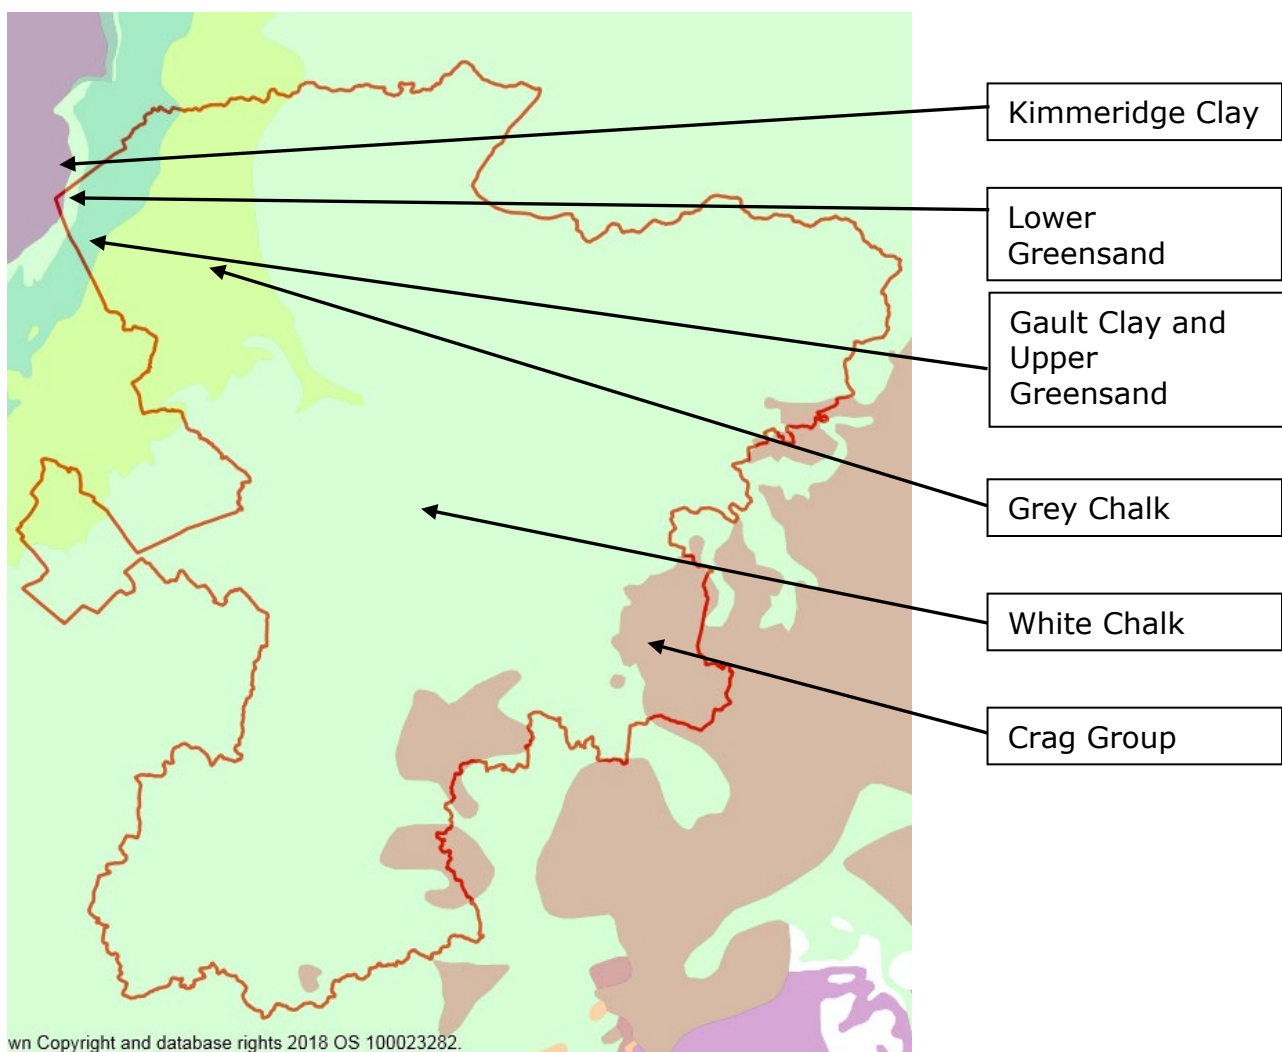 Kimmeridge Clay
Lower
Greensand
Gault Clay and
Upper
Greensand
Grey Chalk
White Chalk
Crag Group
wn Copyright and database rights 2018 OS 100023282.